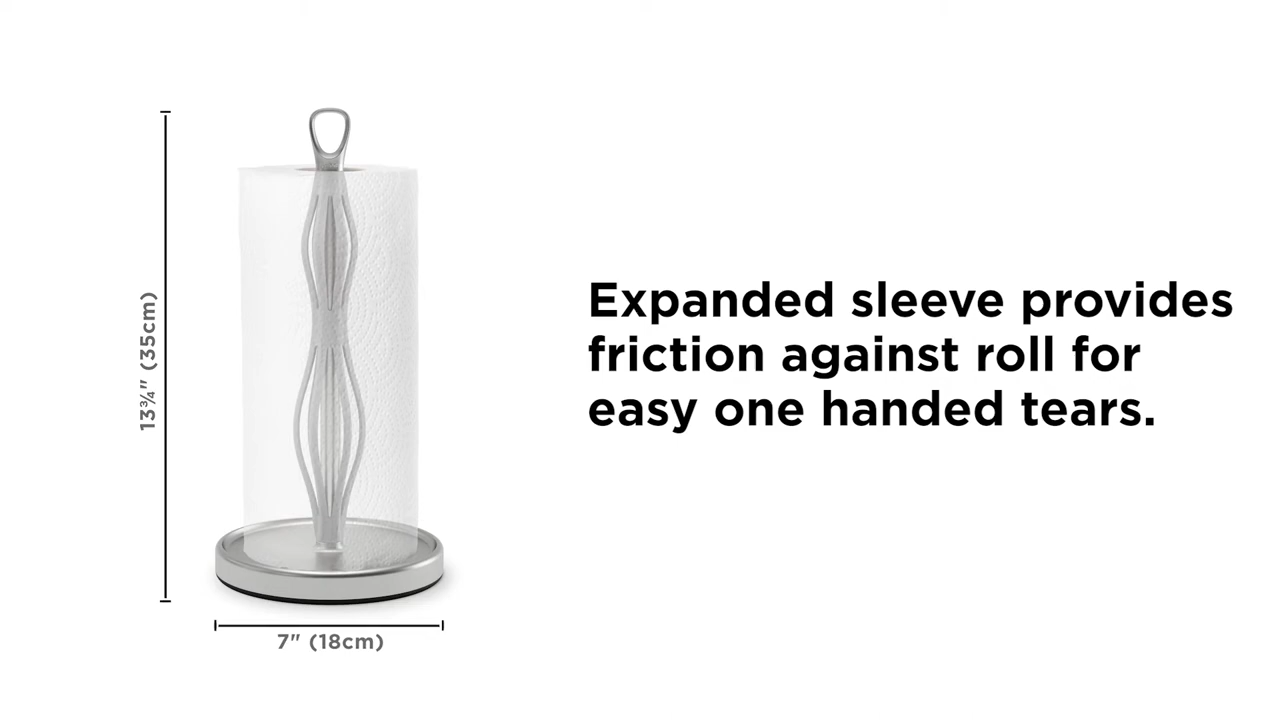 13¾" (35cm)
Expanded sleeve provides
friction against roll for
easy one handed tears.
7" (18cm)